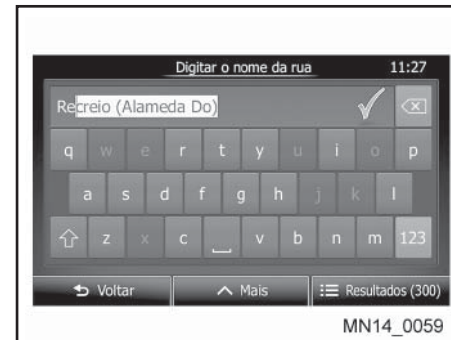 Digitar o nome da rua 11:27
Recreio (Alameda Do)
q w e r t y u i o p
a s d f g h j k l
z x c v b n m 123
Voltar Mais Resultados (300)
MN14_0059